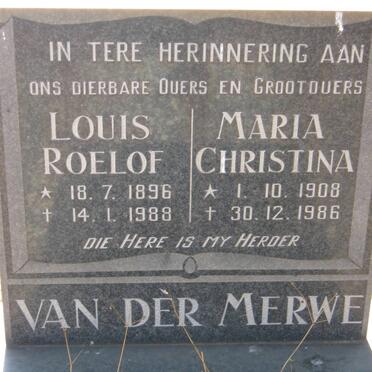 IN TERE HERINNERING AAN
ONS DIERBARE OUERS EN GROOTOUERS
LOUIS ROELOF
* 18. 7. 1896
† 14. 1. 1988
MARIA CHRISTINA
* 1. 10. 1908
† 30. 12. 1986
DIE HERE IS MY HERDER
VAN DER MERWE